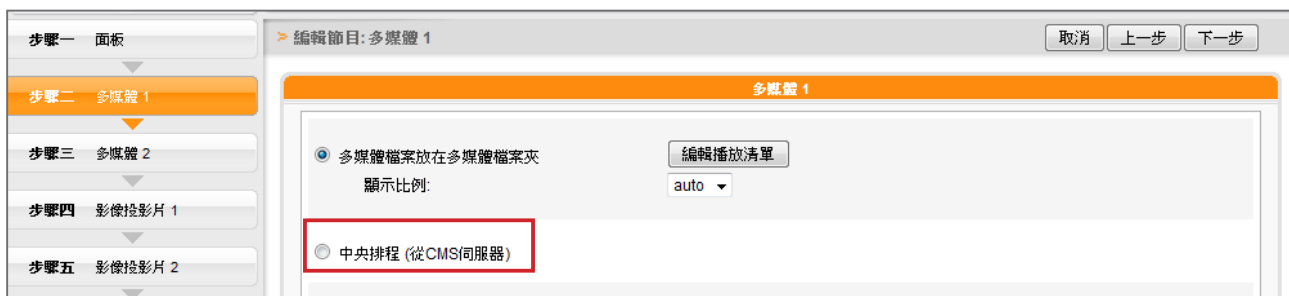 步驟一 面板
> 編輯節目:多媒體 1
取消 上一步 下一步
步驟二 多媒體 1
多媒體 1
步驟三 多媒體 2
多媒體檔案放在多媒體檔案夾 編輯播放清單
顯示比例: auto
步驟四 影像投影片 1
中央排程 (從CMS伺服器)
步驟五 影像投影片 2